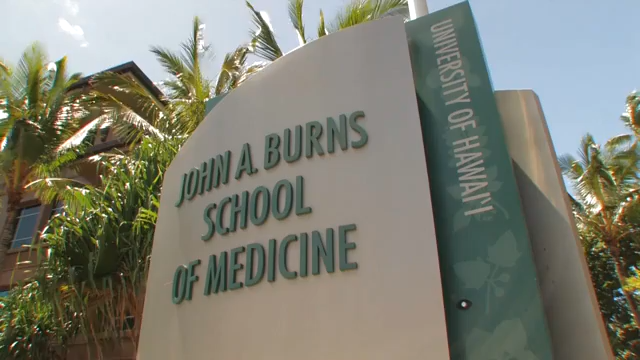 JOHN A. BURNS
SCHOOL
OF MEDICINE
UNIVERSITY OF HAWAI'I